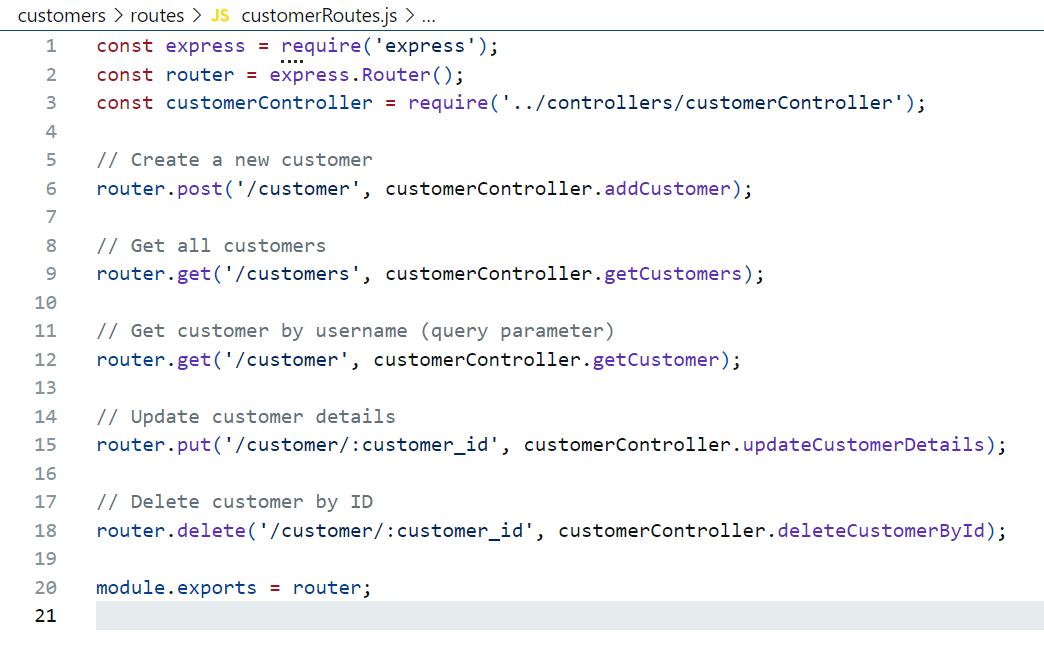 customers > routes > JS customerRoutes.js > ...
1 const express = require('express');
2 const router = express.Router();
3 const customerController = require('../controllers/customerController');
4
5 // Create a new customer
6 router.post('/customer', customerController.addCustomer);
7
8 // Get all customers
9 router.get('/customers', customerController.getCustomers);
10
11 // Get customer by username (query parameter)
12 router.get('/customer', customerController.getCustomer);
13
14 // Update customer details
15 router.put('/customer/:customer_id', customerController.updateCustomerDetails);
16
17 // Delete customer by ID
18 router.delete('/customer/:customer_id', customerController.deleteCustomerById);
19
20 module.exports = router;
21